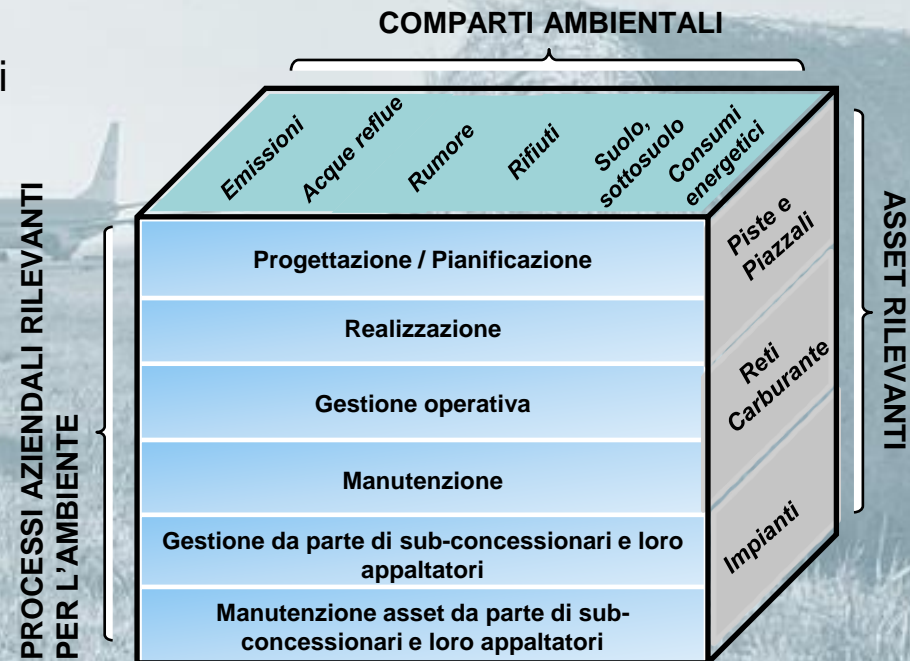 COMPARTI AMBIENTALI
i
Emissioni
Acque reflue
Rumore
Rifiuti
Suolo,
sottosuolo
Consumi
energetici
PROCESSI AZIENDALI RILEVANTI
PER L'AMBIENTE
Progettazione / Pianificazione
Realizzazione
Gestione operativa
Manutenzione
Gestione da parte di sub-concessionari e loro
appaltatori
Manutenzione asset da parte di sub-
concessionari e loro appaltatori
Piste e
Piazzali
Reti
Carburante
Impianti
ASSET RILEVANTI